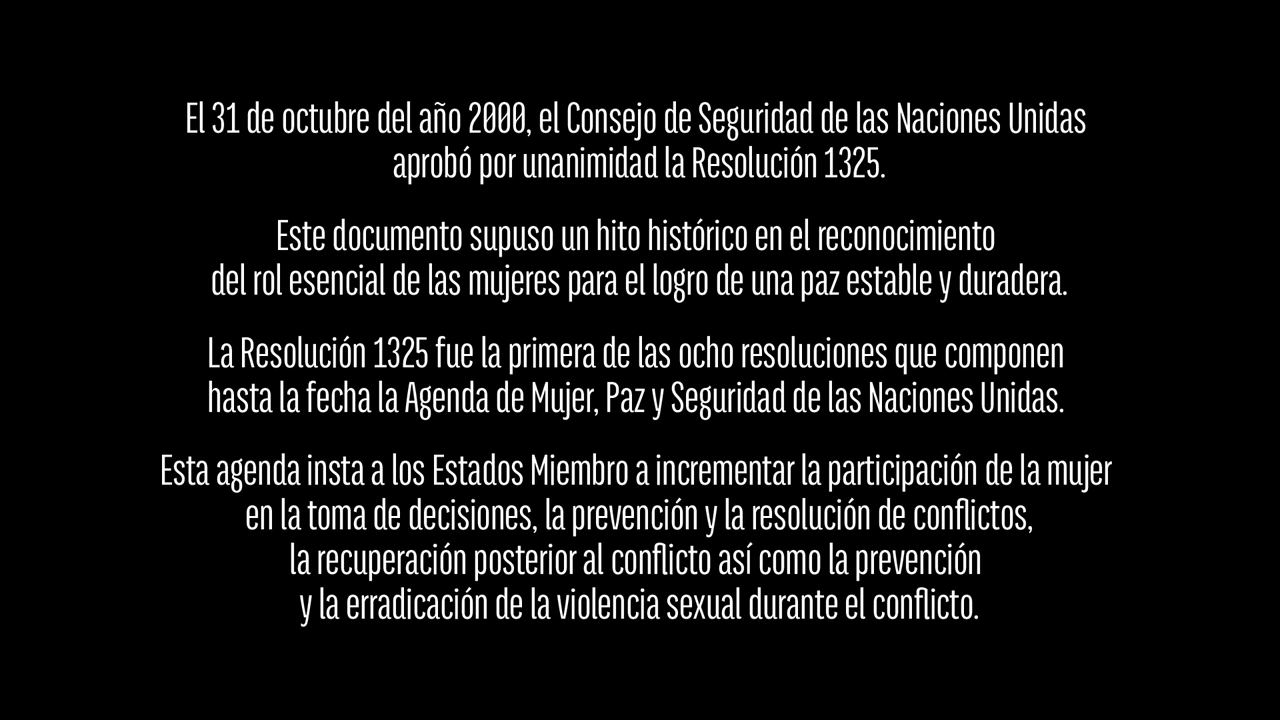 El 31 de octubre del año 2000, el Consejo de Seguridad de las Naciones Unidas
aprobó por unanimidad la Resolución 1325.
Este documento supuso un hito histórico en el reconocimiento
del rol esencial de las mujeres para el logro de una paz estable y duradera.
La Resolución 1325 fue la primera de las ocho resoluciones que componen
hasta la fecha la Agenda de Mujer, Paz y Seguridad de las Naciones Unidas.
Esta agenda insta a los Estados Miembro a incrementar la participación de la mujer
en la toma de decisiones, la prevención y la resolución de conflictos,
la recuperación posterior al conflicto así como la prevención
y la erradicación de la violencia sexual durante el conflicto.